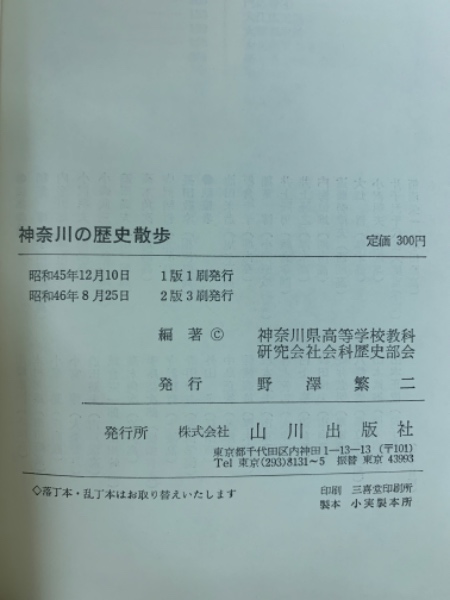 神奈川の歴史散歩 定価 300円
昭和45年12月10日 1版1刷発行
昭和46年8月25日 2版3刷発行
編著 © 神奈川県高等学校教科
研究会社会科歴史部会
発行 野澤繁二
発行所 株式会社 山川出版社
東京都千代田区内神田1−13−13 (〒101)
Tel 東京(293)8131〜5 振替 東京 43993
◇落丁本・乱丁本はお取り替えいたします 印刷 三喜堂印刷所
製本 小実製本所